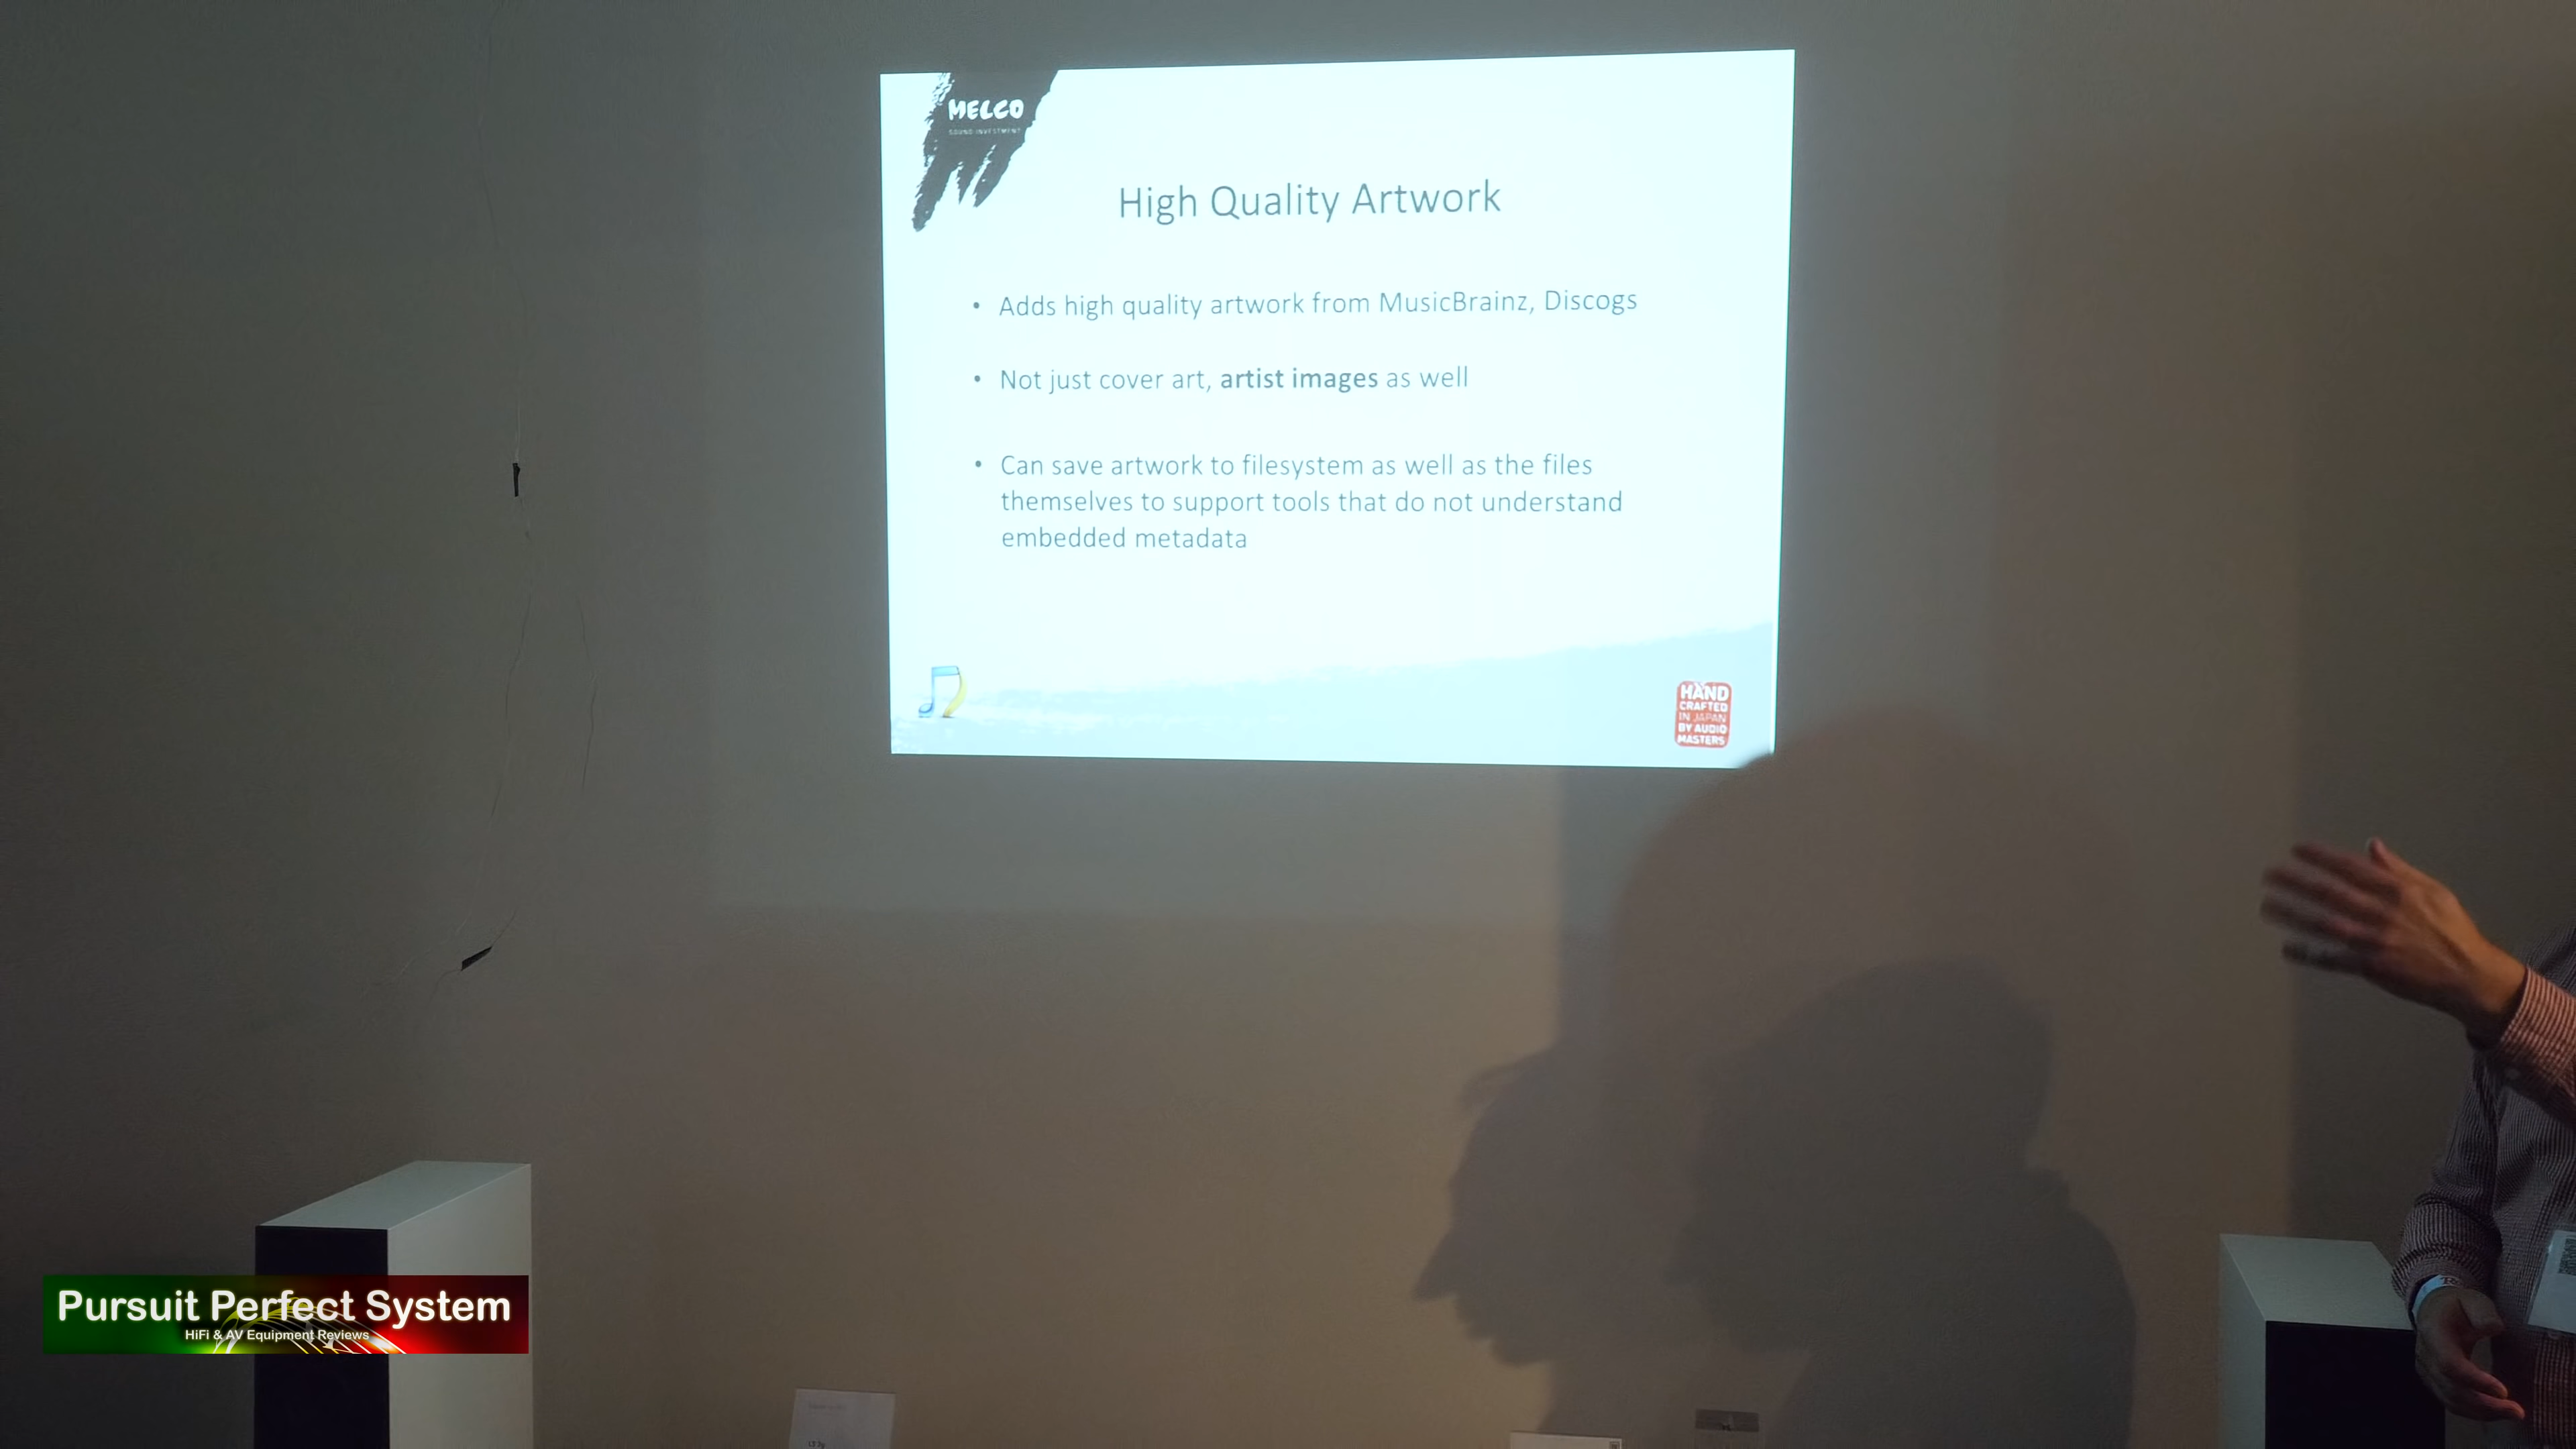 MELCO
SOUND INVESTMENT
High Quality Artwork
• Adds high quality artwork from MusicBrainz, Discogs
• Not just cover art, artist images as well
• Can save artwork to filesystem as well as the files
themselves to support tools that do not understand
embedded metadata
HAND
CRAFTED
IN JAPAN
BY AUDIO
MASTERS
Pursuit Perfect System
HiFi & AV Equipment Reviews